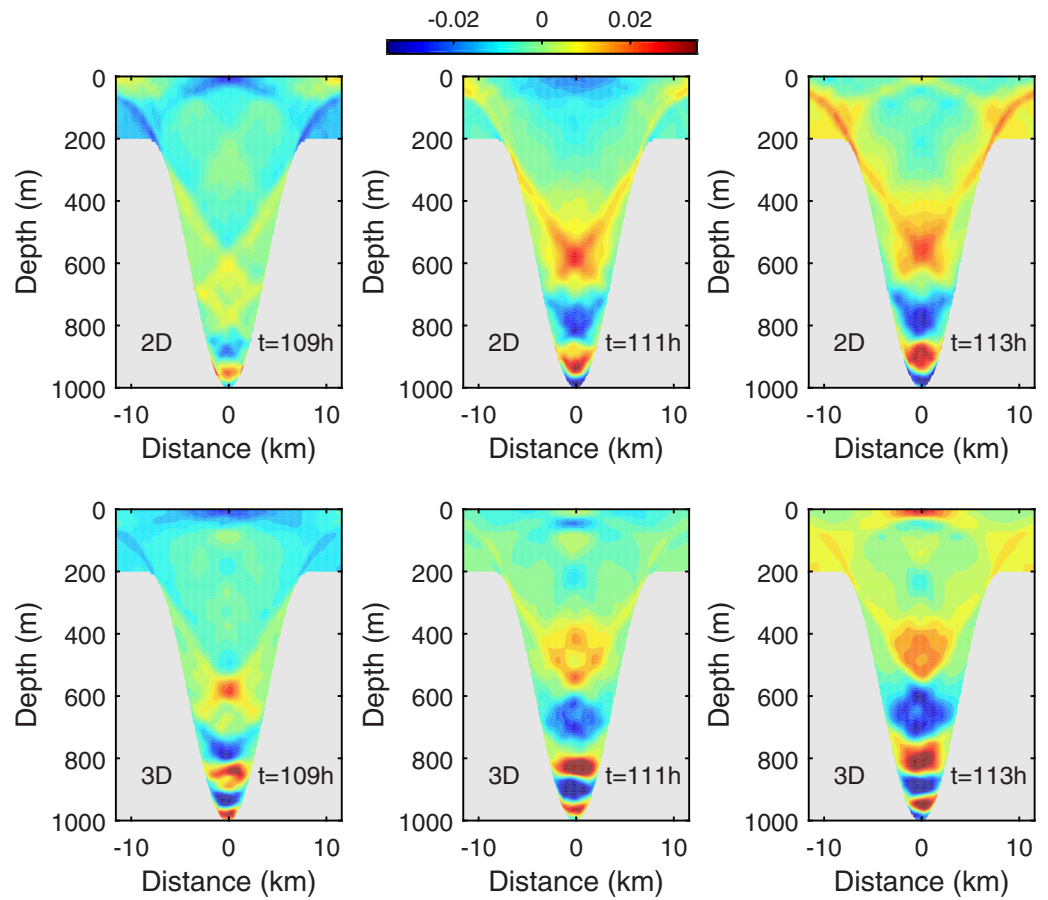 -0.02 0 0.02
0 0 0
200 200 200
400 400 400
600 600 600
800 800 800
1000 1000 1000
Depth (m) Depth (m) Depth (m)
2D t=109h 2D t=111h 2D t=113h
-10 0 10 -10 0 10 -10 0 10
Distance (km) Distance (km) Distance (km)
0 0 0
200 200 200
400 400 400
600 600 600
800 800 800
1000 1000 1000
Depth (m) Depth (m) Depth (m)
3D t=109h 3D t=111h 3D t=113h
-10 0 10 -10 0 10 -10 0 10
Distance (km) Distance (km) Distance (km)